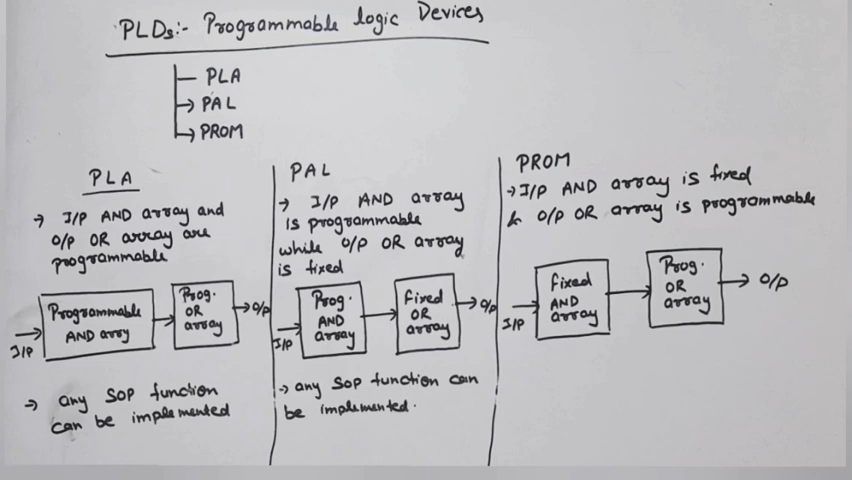 PLDs:- Programmable logic Devices
PLA
PAL
PROM
PLA
→ I/P AND array and
O/P OR array are
programmable
Programmable
AND arry
Prog.
OR
array
I/P
O/P
→ any SOP function
can be implemented
PAL
→ I/P AND array
is programmable
while O/P OR array
is fixed
Prog.
AND
array
fixed
OR
array
I/P
O/P
→ any SOP function can
be implemented.
PROM
→ I/P AND array is fixed
& O/P OR array is programmable
fixed
AND
array
Prog.
OR
array
I/P
O/P